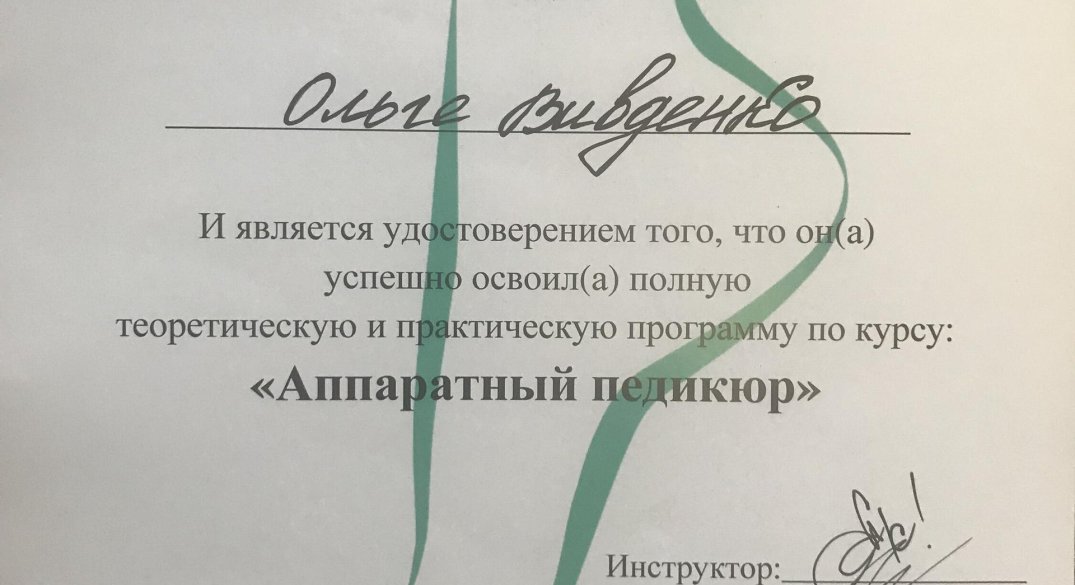 Ольге Вивденко
И является удостоверением того, что он(а)
успешно освоил(а) полную
теоретическую и практическую программу по курсу:
«Аппаратный педикюр»
Инструктор: